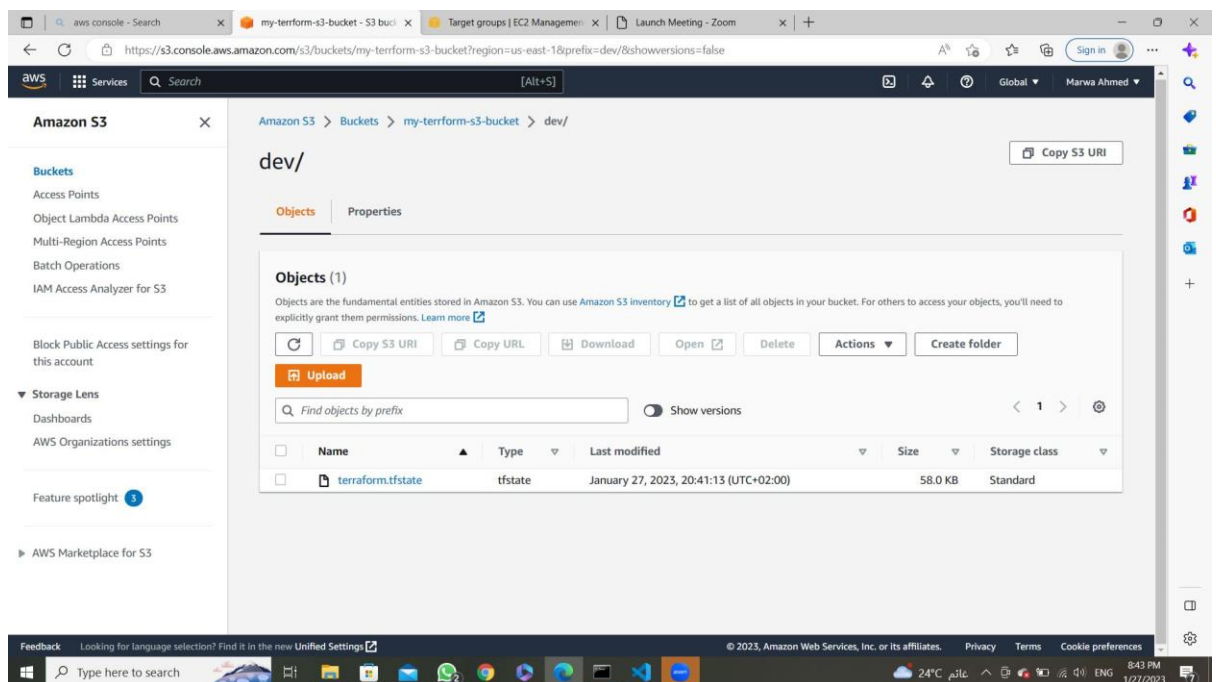 aws console - Search
my-terrform-s3-bucket - S3 buc
Target groups | EC2 Managemen
Launch Meeting - Zoom
https://s3.console.aws.amazon.com/s3/buckets/my-terrform-s3-bucket?region=us-east-1&prefix=dev/&showversions=false
Sign in
aws
Services
Search
[Alt+S]
Global
Marwa Ahmed
Amazon S3
Buckets
Access Points
Object Lambda Access Points
Multi-Region Access Points
Batch Operations
IAM Access Analyzer for S3
Block Public Access settings for
this account
Storage Lens
Dashboards
AWS Organizations settings
Feature spotlight 3
AWS Marketplace for S3
Amazon S3 > Buckets > my-terrform-s3-bucket > dev/
dev/
Copy S3 URI
Objects
Properties
Objects (1)
Objects are the fundamental entities stored in Amazon S3. You can use Amazon S3 inventory to get a list of all objects in your bucket. For others to access your objects, you'll need to
explicitly grant them permissions. Learn more
Copy S3 URI
Copy URL
Download
Open
Delete
Actions
Create folder
Upload
Find objects by prefix
Show versions
< 1 >
Name Type Last modified Size Storage class
terraform.tfstate tfstate January 27, 2023, 20:41:13 (UTC+02:00) 58.0 KB Standard
Feedback
Looking for language selection? Find it in the new Unified Settings
© 2023, Amazon Web Services, Inc. or its affiliates.
Privacy
Terms
Cookie preferences
Type here to search
24°C غائم
ENG
8:43 PM
1/27/2023